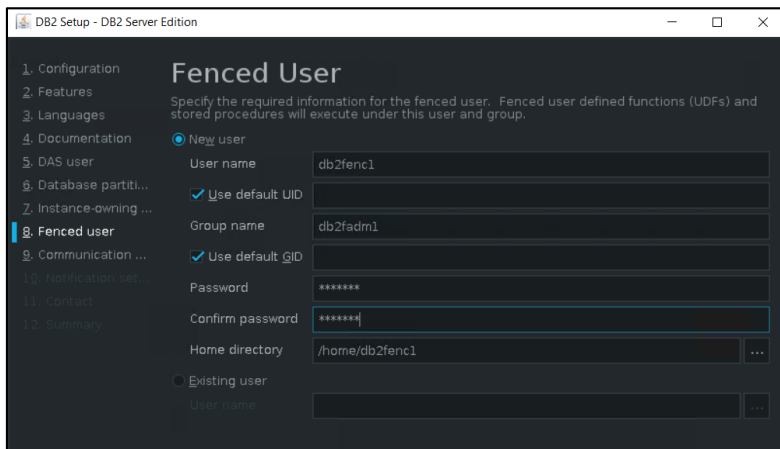 DB2 Setup - DB2 Server Edition
1. Configuration
2. Features
3. Languages
4. Documentation
5. DAS user
6. Database partiti...
7. Instance-owning ...
8. Fenced user
9. Communication ...
10. Notification set...
11. Contact
12. Summary
Fenced User
Specify the required information for the fenced user. Fenced user defined functions (UDFs) and
stored procedures will execute under this user and group.
New user
User name db2fenc1
Use default UID
Group name db2fadm1
Use default GID
Password *******
Confirm password *******
Home directory /home/db2fenc1 ...
Existing user
User name ...